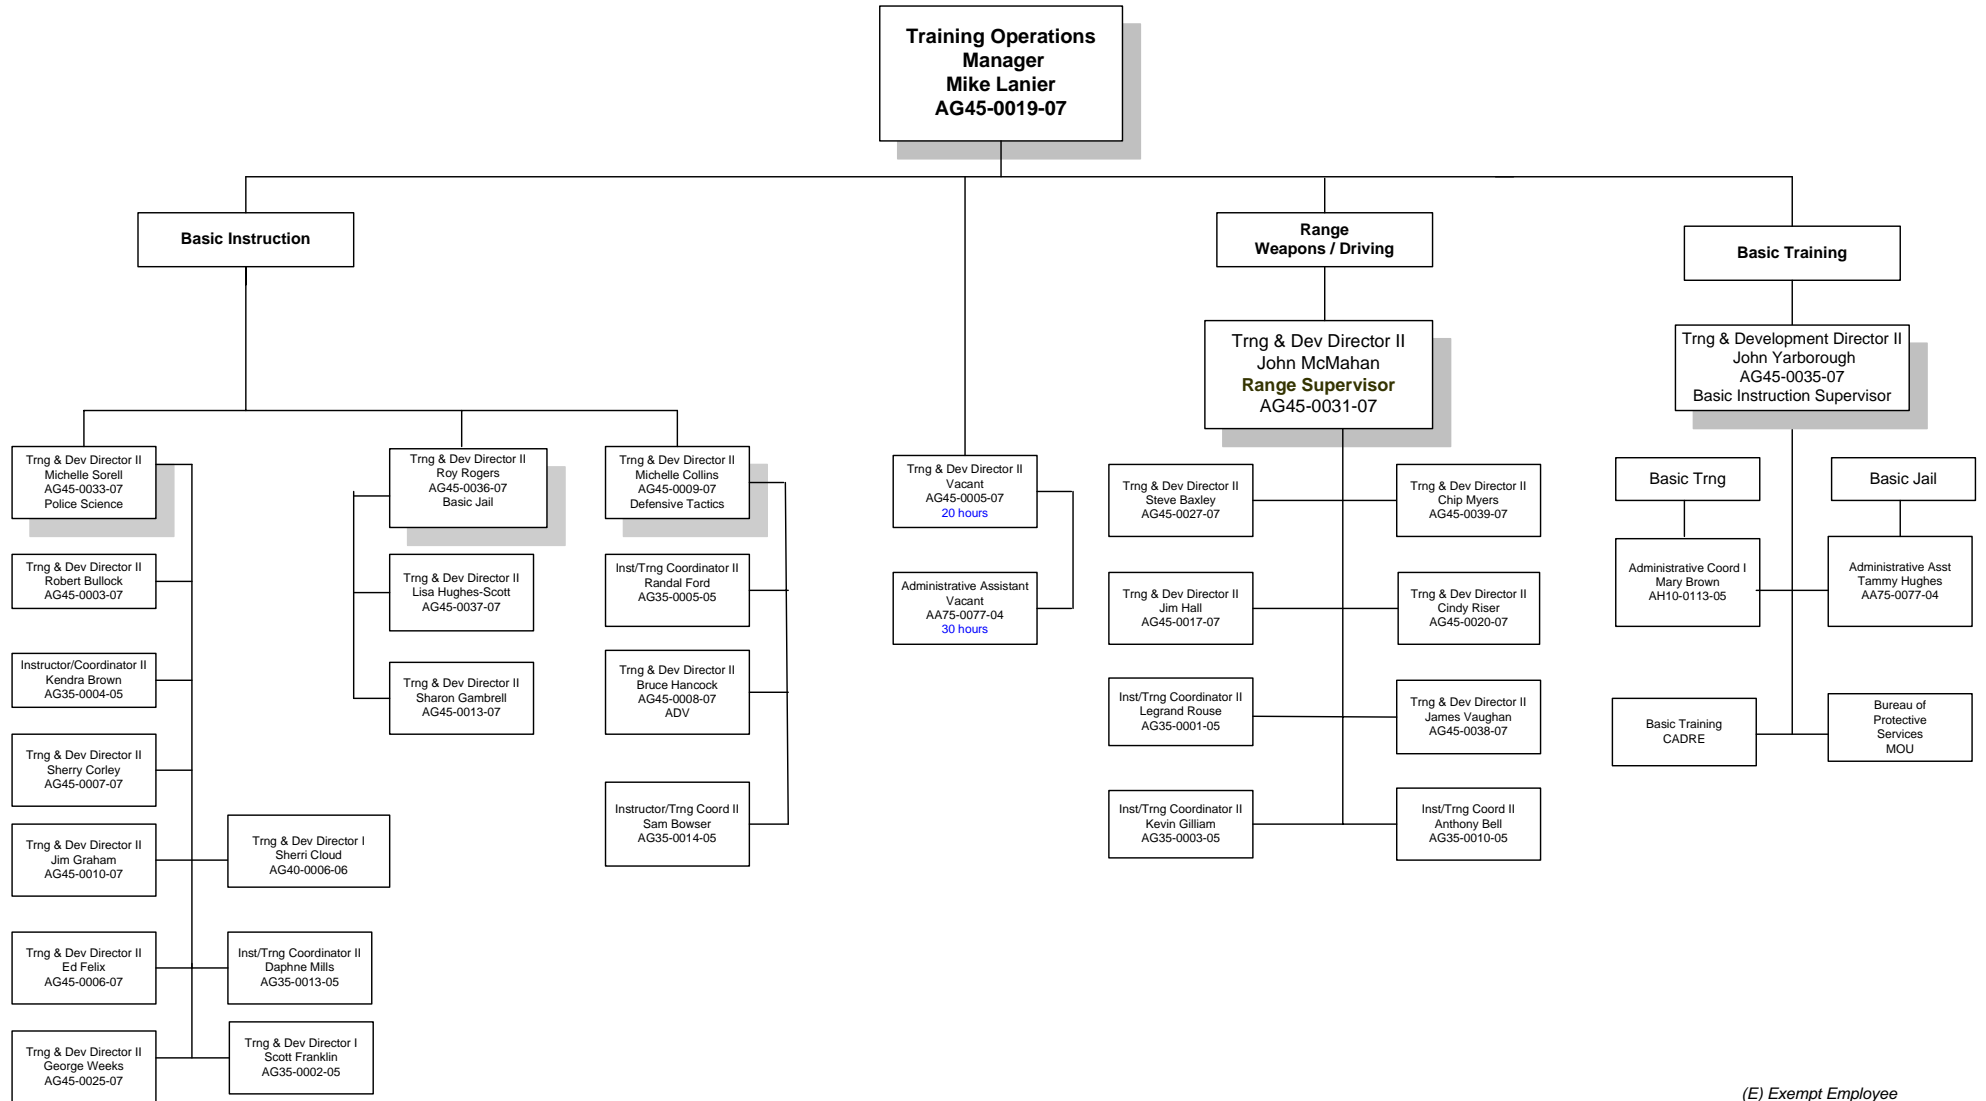 Training Operations
Manager
Mike Lanier
AG45-0019-07
Basic Instruction
Range
Weapons / Driving
Basic Training
Trng & Dev Director II
John McMahan
Range Supervisor
AG45-0031-07
Trng & Development Director II
John Yarborough
AG45-0035-07
Basic Instruction Supervisor
Trng & Dev Director II
Michelle Sorell
AG45-0033-07
Police Science
Trng & Dev Director II
Robert Bullock
AG45-0003-07
Instructor/Coordinator II
Kendra Brown
AG35-0004-05
Trng & Dev Director II
Sherry Corley
AG45-0007-07
Trng & Dev Director II
Jim Graham
AG45-0010-07
Trng & Dev Director I
Sherri Cloud
AG40-0006-06
Trng & Dev Director II
Ed Felix
AG45-0006-07
Inst/Trng Coordinator II
Daphne Mills
AG35-0013-05
Trng & Dev Director II
George Weeks
AG45-0025-07
Trng & Dev Director I
Scott Franklin
AG35-0002-05
Trng & Dev Director II
Roy Rogers
AG45-0036-07
Basic Jail
Trng & Dev Director II
Lisa Hughes-Scott
AG45-0037-07
Trng & Dev Director II
Sharon Gambrell
AG45-0013-07
Trng & Dev Director II
Michelle Collins
AG45-0009-07
Defensive Tactics
Inst/Trng Coordinator II
Randal Ford
AG35-0005-05
Trng & Dev Director II
Bruce Hancock
AG45-0008-07
ADV
Instructor/Trng Coord II
Sam Bowser
AG35-0014-05
Trng & Dev Director II
Vacant
AG45-0005-07
20 hours
Administrative Assistant
Vacant
AA75-0077-04
30 hours
Trng & Dev Director II
Steve Baxley
AG45-0027-07
Trng & Dev Director II
Chip Myers
AG45-0039-07
Trng & Dev Director II
Jim Hall
AG45-0017-07
Trng & Dev Director II
Cindy Riser
AG45-0020-07
Inst/Trng Coordinator II
Legrand Rouse
AG35-0001-05
Trng & Dev Director II
James Vaughan
AG45-0038-07
Inst/Trng Coordinator II
Kevin Gilliam
AG35-0003-05
Inst/Trng Coord II
Anthony Bell
AG35-0010-05
Basic Trng
Basic Jail
Administrative Coord I
Mary Brown
AH10-0113-05
Administrative Asst
Tammy Hughes
AA75-0077-04
Basic Training
CADRE
Bureau of
Protective
Services
MOU
(E) Exempt Employee